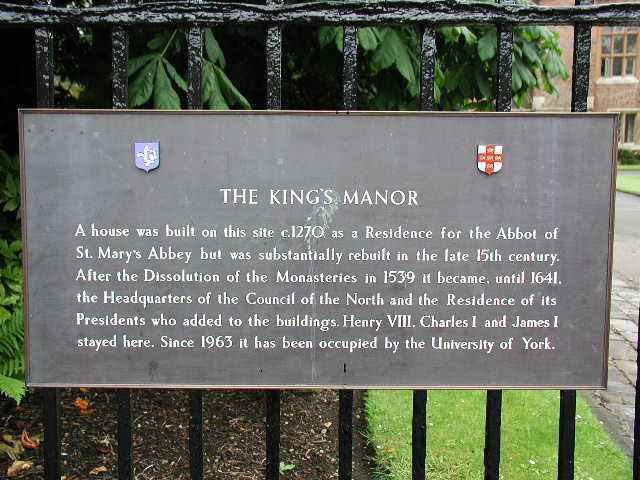 THE KING'S MANOR
A house was built on this site c.1270 as a Residence for the Abbot of
St. Mary's Abbey but was substantially rebuilt in the late 15th century.
After the Dissolution of the Monasteries in 1539 it became, until 1641,
the Headquarters of the Council of the North and the Residence of its
Presidents who added to the buildings. Henry VIII, Charles I and James I
stayed here. Since 1963 it has been occupied by the University of York.